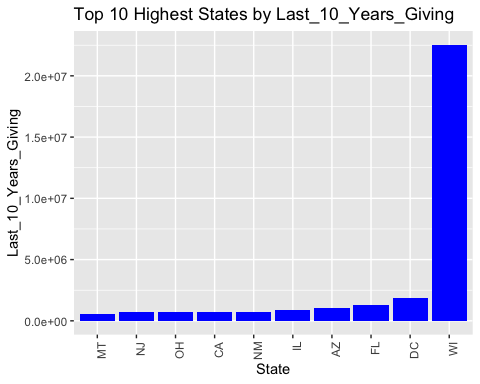 Top 10 Highest States by Last_10_Years_Giving
Last_10_Years_Giving
2.0e+07
1.5e+07
1.0e+07
5.0e+06
0.0e+00
MT
NJ
OH
CA
NM
IL
AZ
FL
DC
WI
State